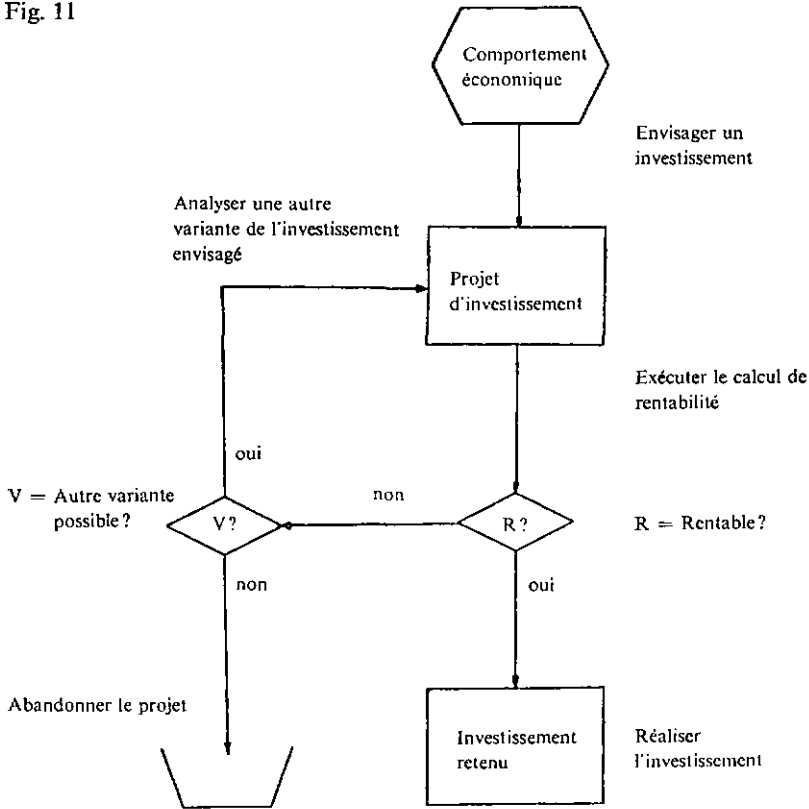 Fig. 11
Comportement
économique
Envisager un
investissement
Analyser une autre
variante de l'investissement
envisagé
Projet
d'investissement
Exécuter le calcul de
rentabilité
oui
V = Autre variante
possible ?
V?
non
R?
R = Rentable ?
non
oui
Abandonner le projet
Investissement
retenu
Réaliser
l'investissement